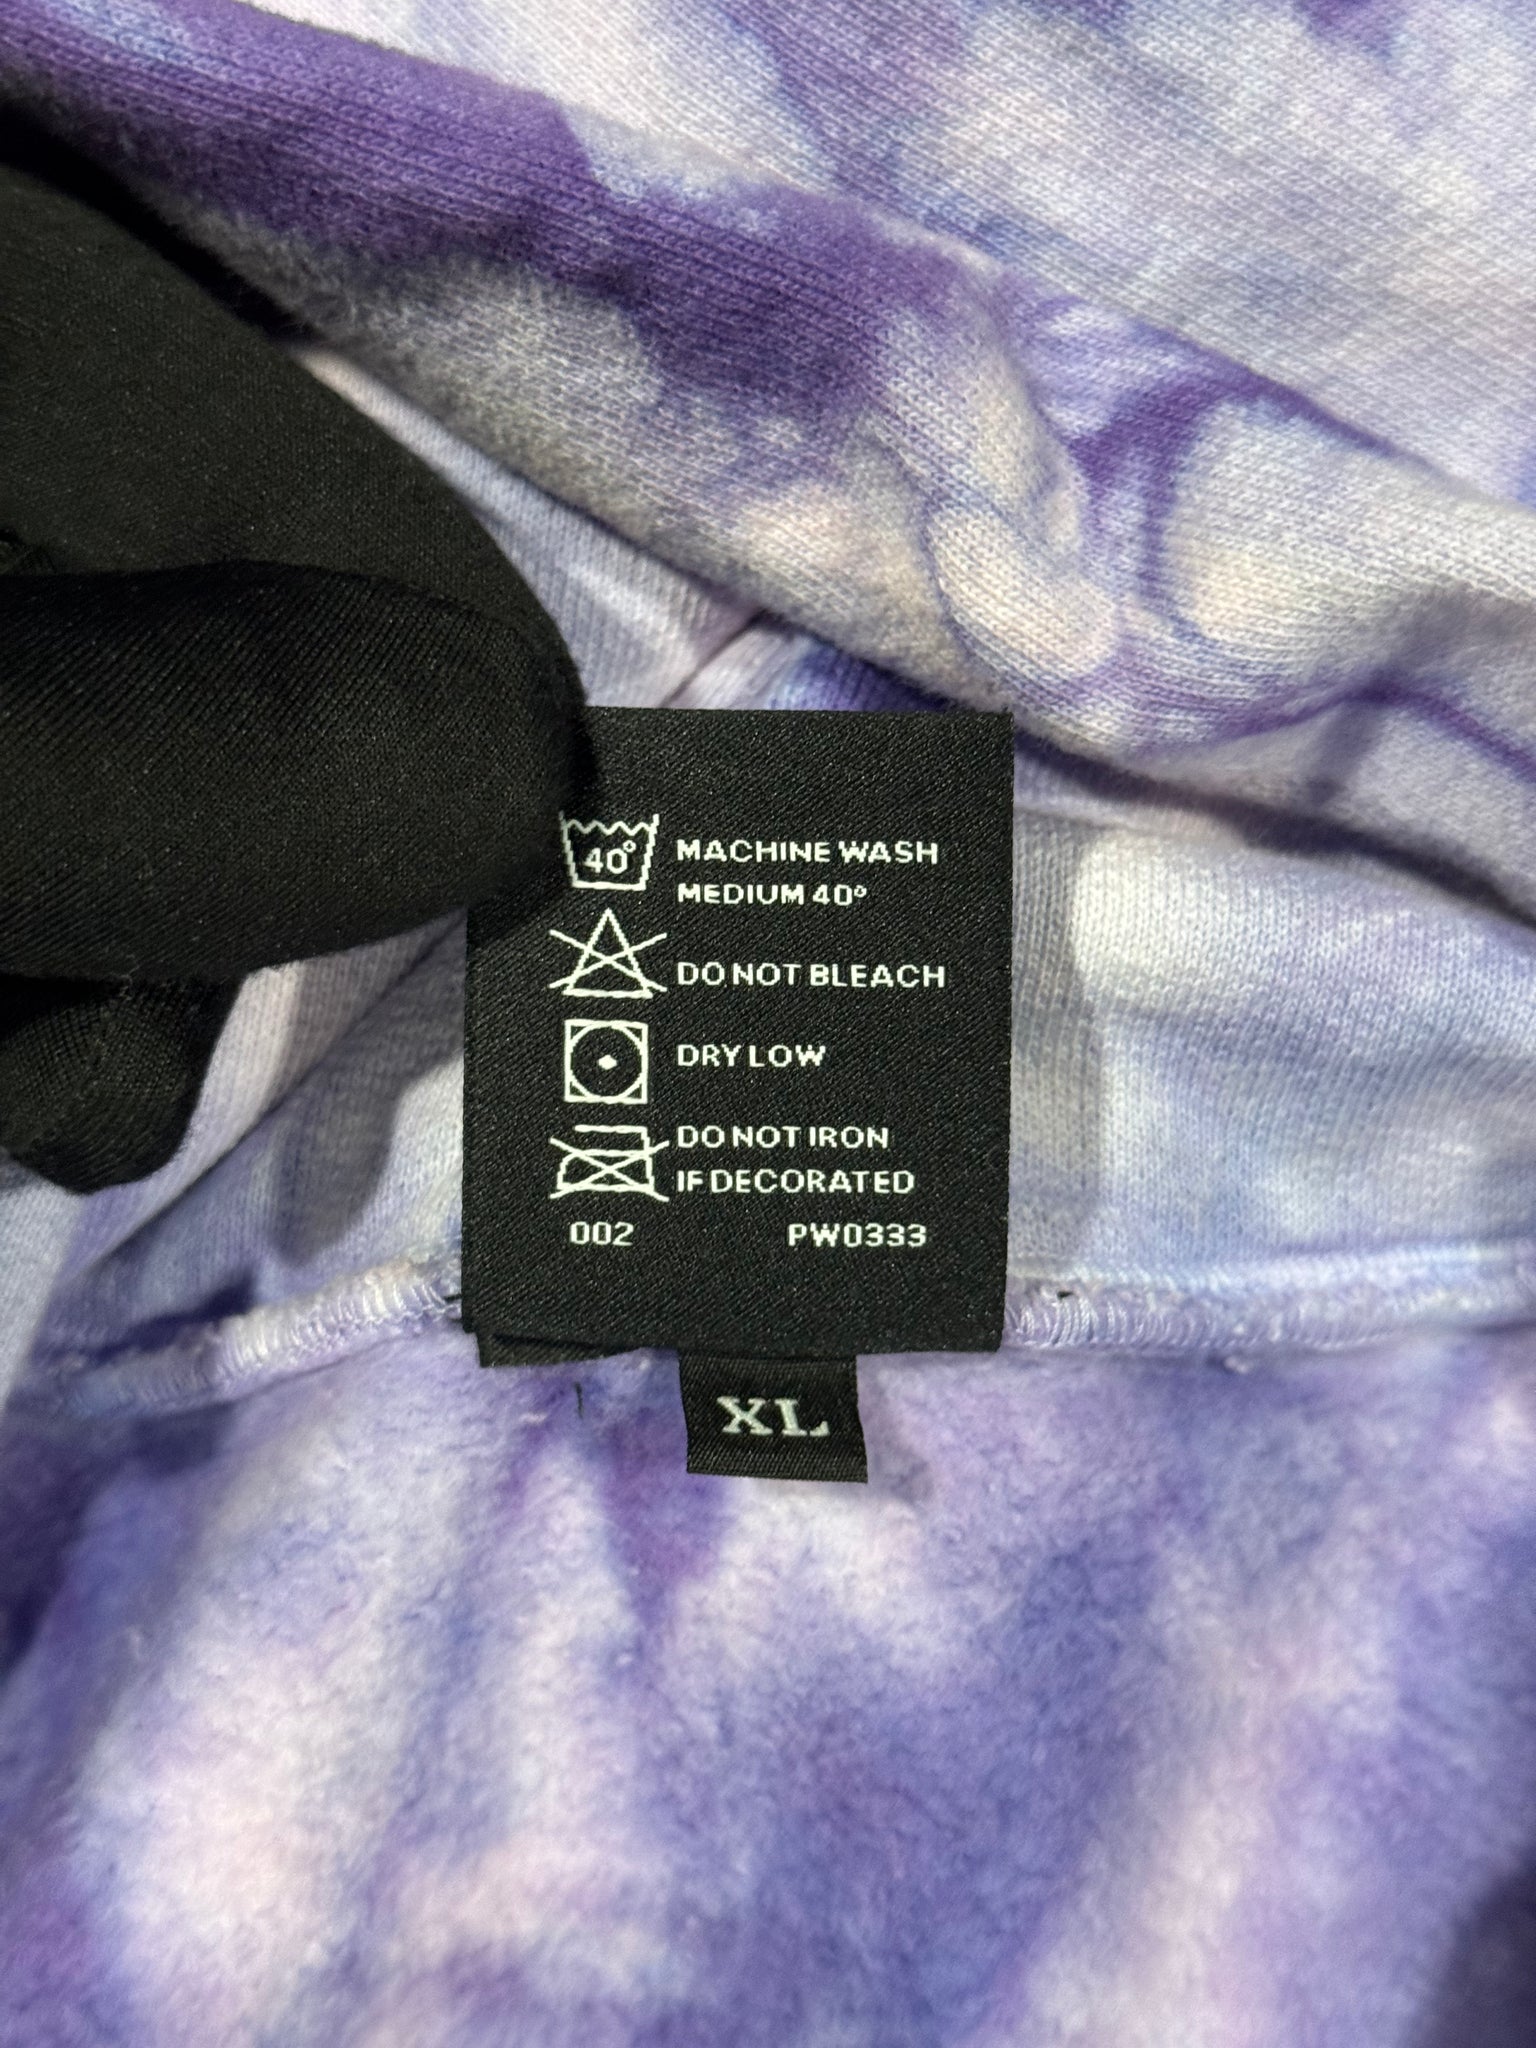 40°
MACHINE WASH
MEDIUM 40°
DO NOT BLEACH
DRY LOW
DO NOT IRON
IF DECORATED
002 PW0333
XL